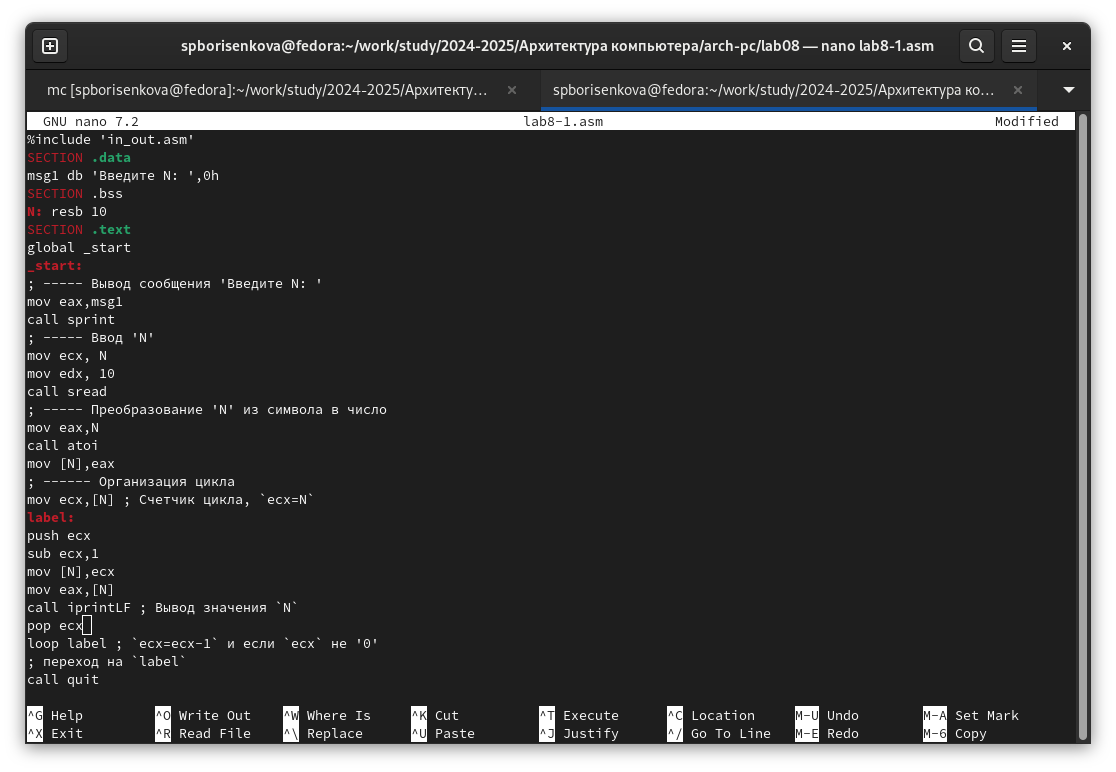 spborisenkova@fedora:~/work/study/2024-2025/Архитектура компьютера/arch-pc/lab08 — nano lab8-1.asm
mc [spborisenkova@fedora]:~/work/study/2024-2025/Архитекту… × spborisenkova@fedora:~/work/study/2024-2025/Архитектура ко… ×
GNU nano 7.2 lab8-1.asm Modified
%include 'in_out.asm'
SECTION .data
msg1 db 'Введите N: ',0h
SECTION .bss
N: resb 10
SECTION .text
global _start
_start:
; ----- Вывод сообщения 'Введите N: '
mov eax,msg1
call sprint
; ----- Ввод 'N'
mov ecx, N
mov edx, 10
call sread
; ----- Преобразование 'N' из символа в число
mov eax,N
call atoi
mov [N],eax
; ------ Организация цикла
mov ecx,[N] ; Счетчик цикла, `ecx=N`
label:
push ecx
sub ecx,1
mov [N],ecx
mov eax,[N]
call iprintLF ; Вывод значения `N`
pop ecx
loop label ; `ecx=ecx-1` и если `ecx` не '0'
; переход на `label`
call quit
^G Help ^O Write Out ^W Where Is ^K Cut ^T Execute ^C Location M-U Undo M-A Set Mark
^X Exit ^R Read File ^\ Replace ^U Paste ^J Justify ^/ Go To Line M-E Redo M-6 Copy